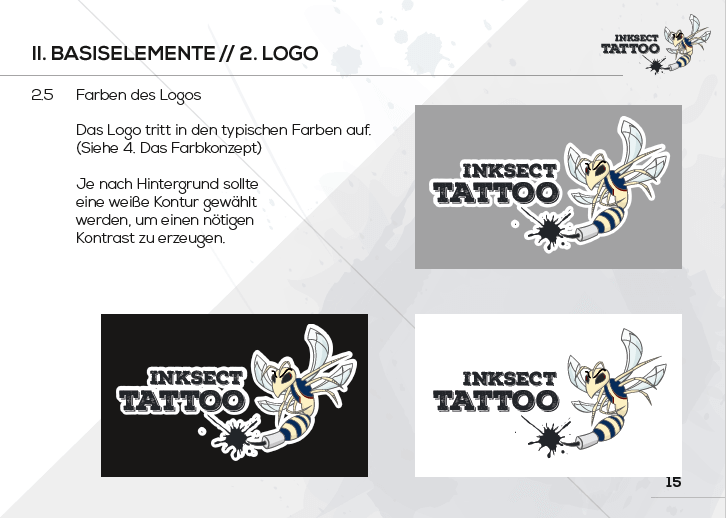 II. BASISELEMENTE // 2. LOGO
INKSECT
TATTOO
2.5 Farben des Logos
Das Logo tritt in den typischen Farben auf.
(Siehe 4. Das Farbkonzept)
Je nach Hintergrund sollte
eine weiße Kontur gewählt
werden, um einen nötigen
Kontrast zu erzeugen.
INKSECT
TATTOO
INKSECT
TATTOO
INKSECT
TATTOO
15